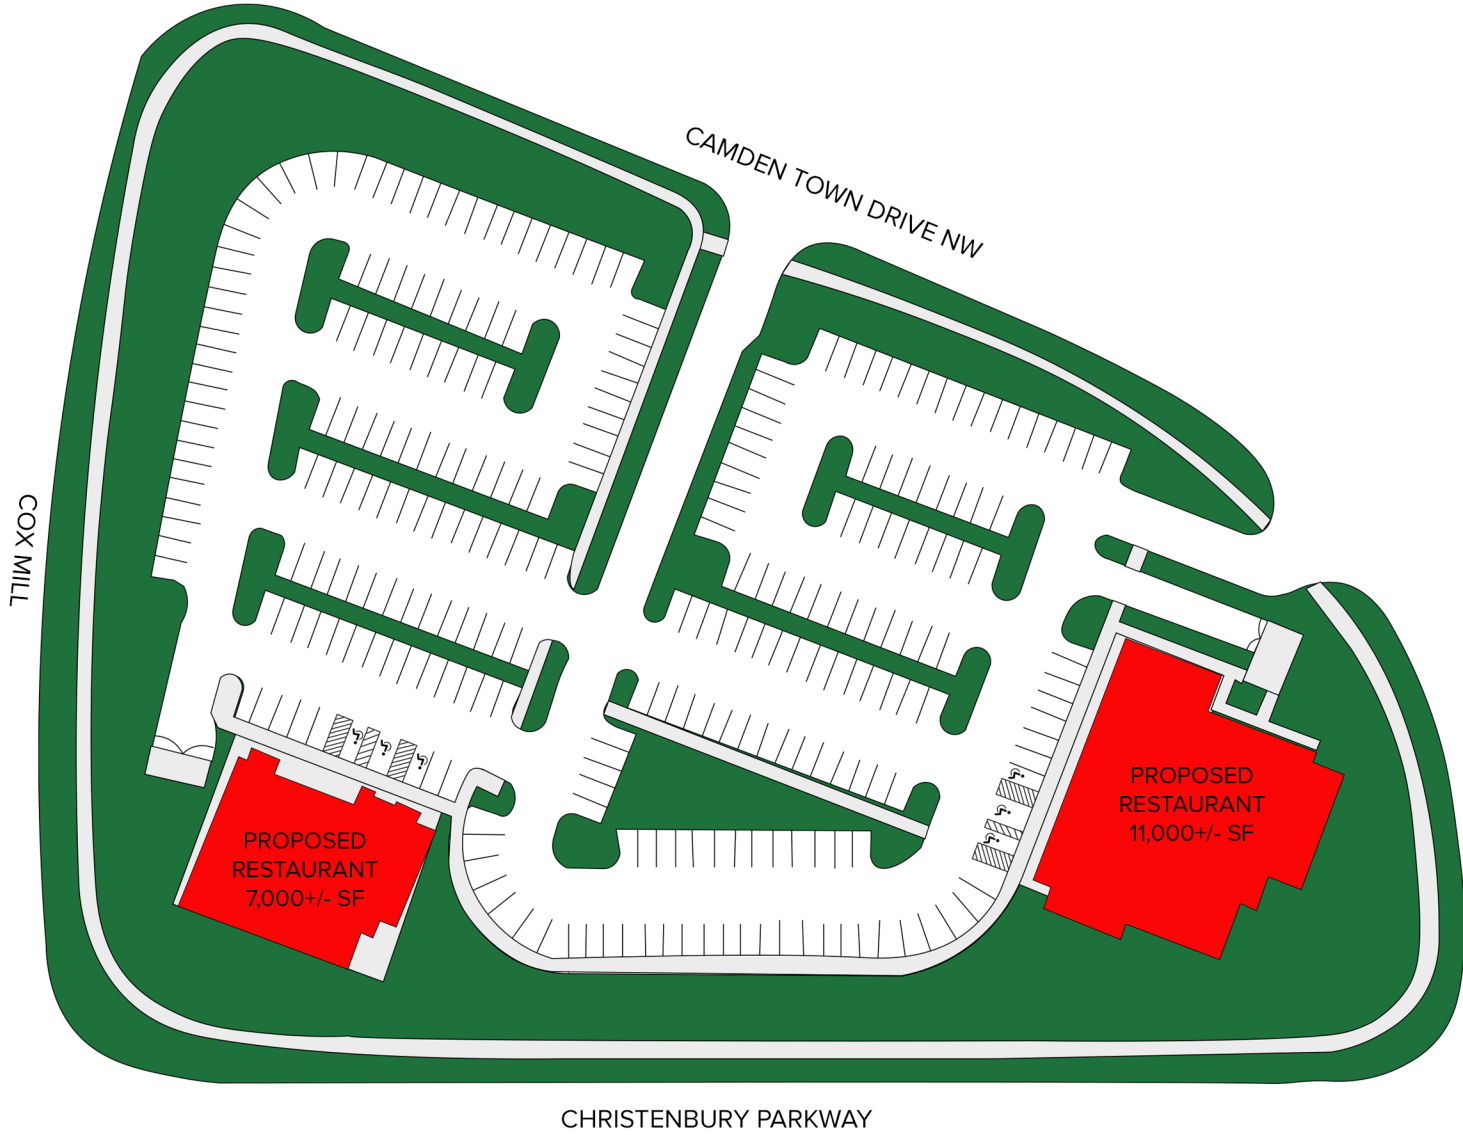 CAMDEN TOWN DRIVE NW
COX MILL
PROPOSED
RESTAURANT
11,000+/- SF
PROPOSED
RESTAURANT
7,000+/- SF
CHRISTENBURY PARKWAY